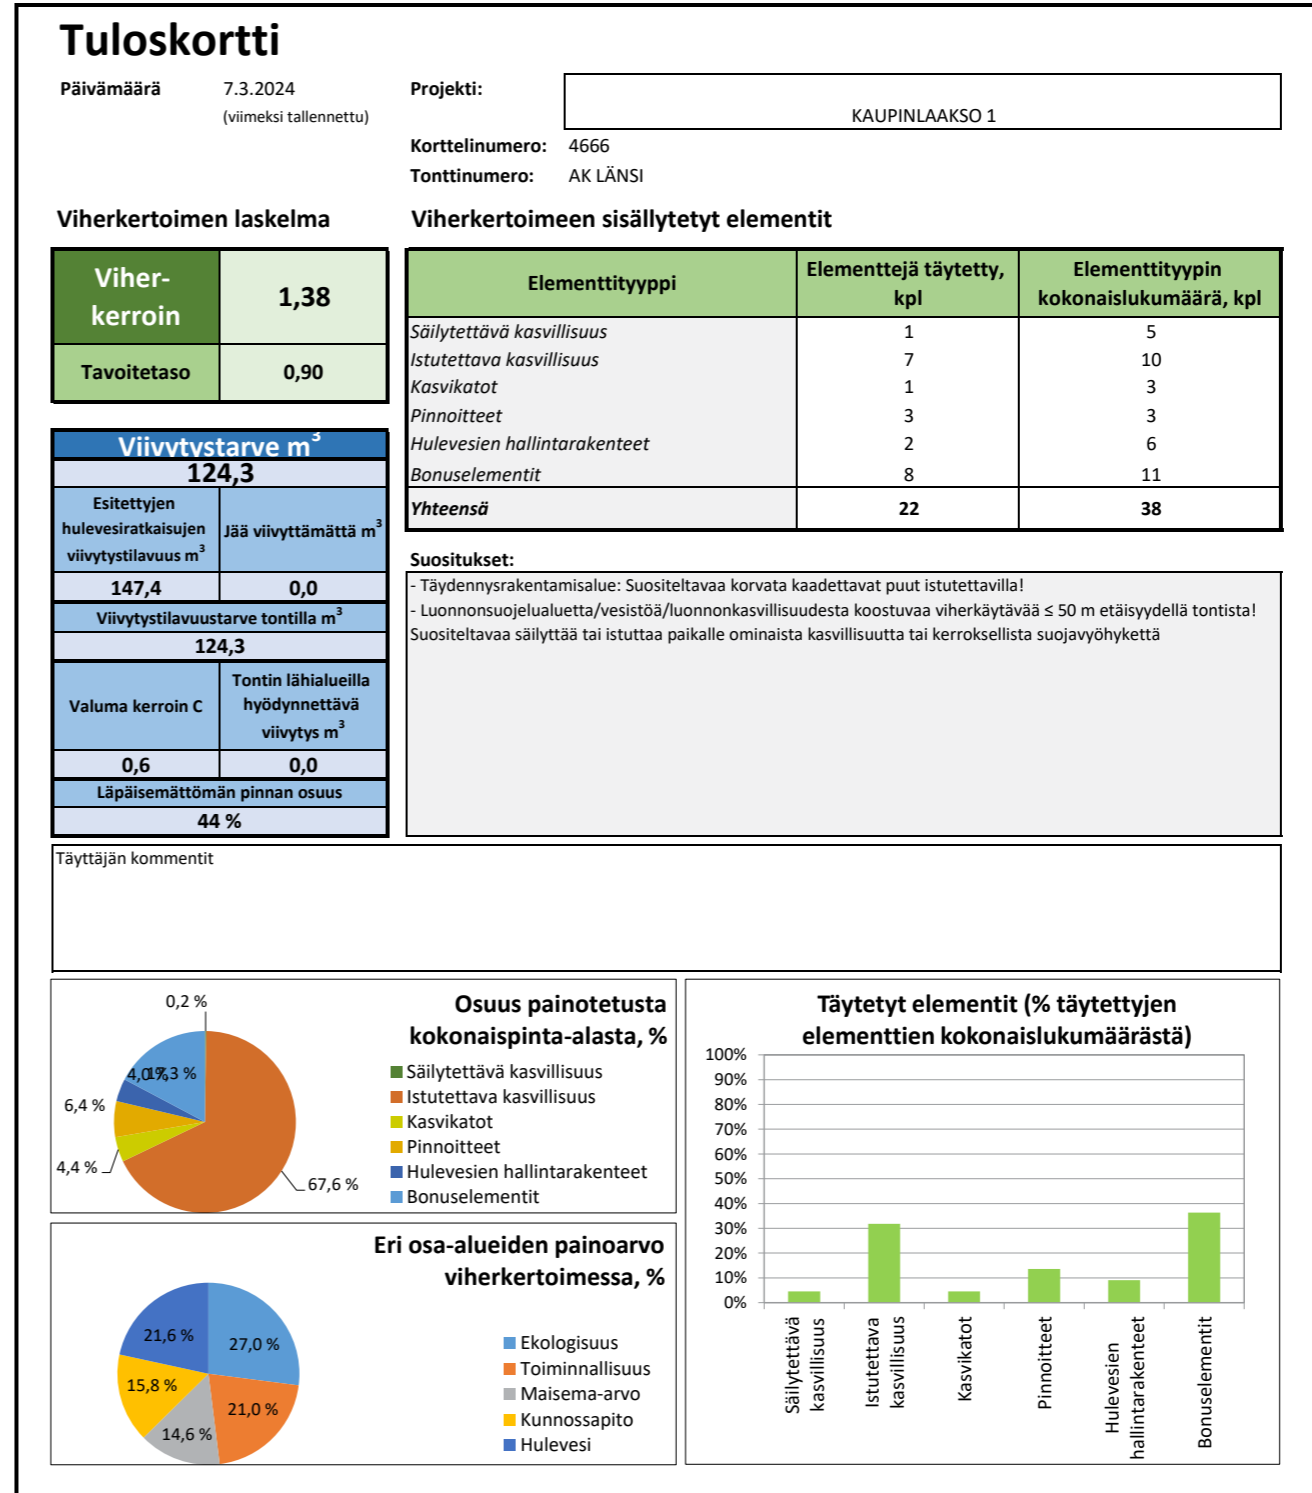 Tuloskortti
Päivämäärä 7.3.2024 Projekti:
(viimeksi tallennettu) KAUPINLAAKSO 1
Korttelinumero: 4666
Tonttinumero: AK LÄNSI
Viherkertoimen laskelma
Viher-
kerroin
1,38
Tavoitetaso 0,90
Viivytystarve m³
124,3
Esitettyjen
hulevesiratkaisujen
viivytystilavuus m³
Jää viivyttämättä m³
147,4 0,0
Viivytystilavuustarve tontilla m³
124,3
Valuma kerroin C
Tontin lähialueilla
hyödynnettävä
viivytys m³
0,6 0,0
Läpäisemättömän pinnan osuus
44 %
Viherkertoimeen sisällytetyt elementit
Elementtityyppi
Elementtejä täytetty,
kpl
Elementtityypin
kokonaislukumäärä, kpl
Säilytettävä kasvillisuus 1 5
Istutettava kasvillisuus 7 10
Kasvikatot 1 3
Pinnoitteet 3 3
Hulevesien hallintarakenteet 2 6
Bonuselementit 8 11
Yhteensä 22 38
Suositukset:
- Täydennysrakentamisalue: Suositeltavaa korvata kaadettavat puut istutettavilla!
- Luonnonsuojelualuetta/vesistöä/luonnonkasvillisuudesta koostuvaa viherkäytävää ≤ 50 m etäisyydellä tontista!
Suositeltavaa säilyttää tai istuttaa paikalle ominaista kasvillisuutta tai kerroksellista suojavyöhykettä
Täyttäjän kommentit
Osuus painotetusta
kokonaispinta-alasta, %
0,2 %
4,0 %
17,3 %
6,4 %
4,4 %
67,6 %
Säilytettävä kasvillisuus
Istutettava kasvillisuus
Kasvikatot
Pinnoitteet
Hulevesien hallintarakenteet
Bonuselementit
Eri osa-alueiden painoarvo
viherkertoimessa, %
21,6 %
27,0 %
15,8 %
21,0 %
14,6 %
Ekologisuus
Toiminnallisuus
Maisema-arvo
Kunnossapito
Hulevesi
Täytetyt elementit (% täytettyjen
elementtien kokonaislukumäärästä)
100%
90%
80%
70%
60%
50%
40%
30%
20%
10%
0%
Säilytettävä
kasvillisuus
Istutettava
kasvillisuus
Kasvikatot
Pinnoitteet
Hulevesien
hallintarakenteet
Bonuselementit